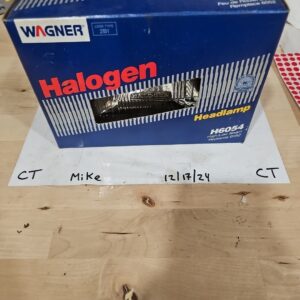 WAGNER
Halogen
Headlamp
H6054
CT Mike 12/17/24 CT